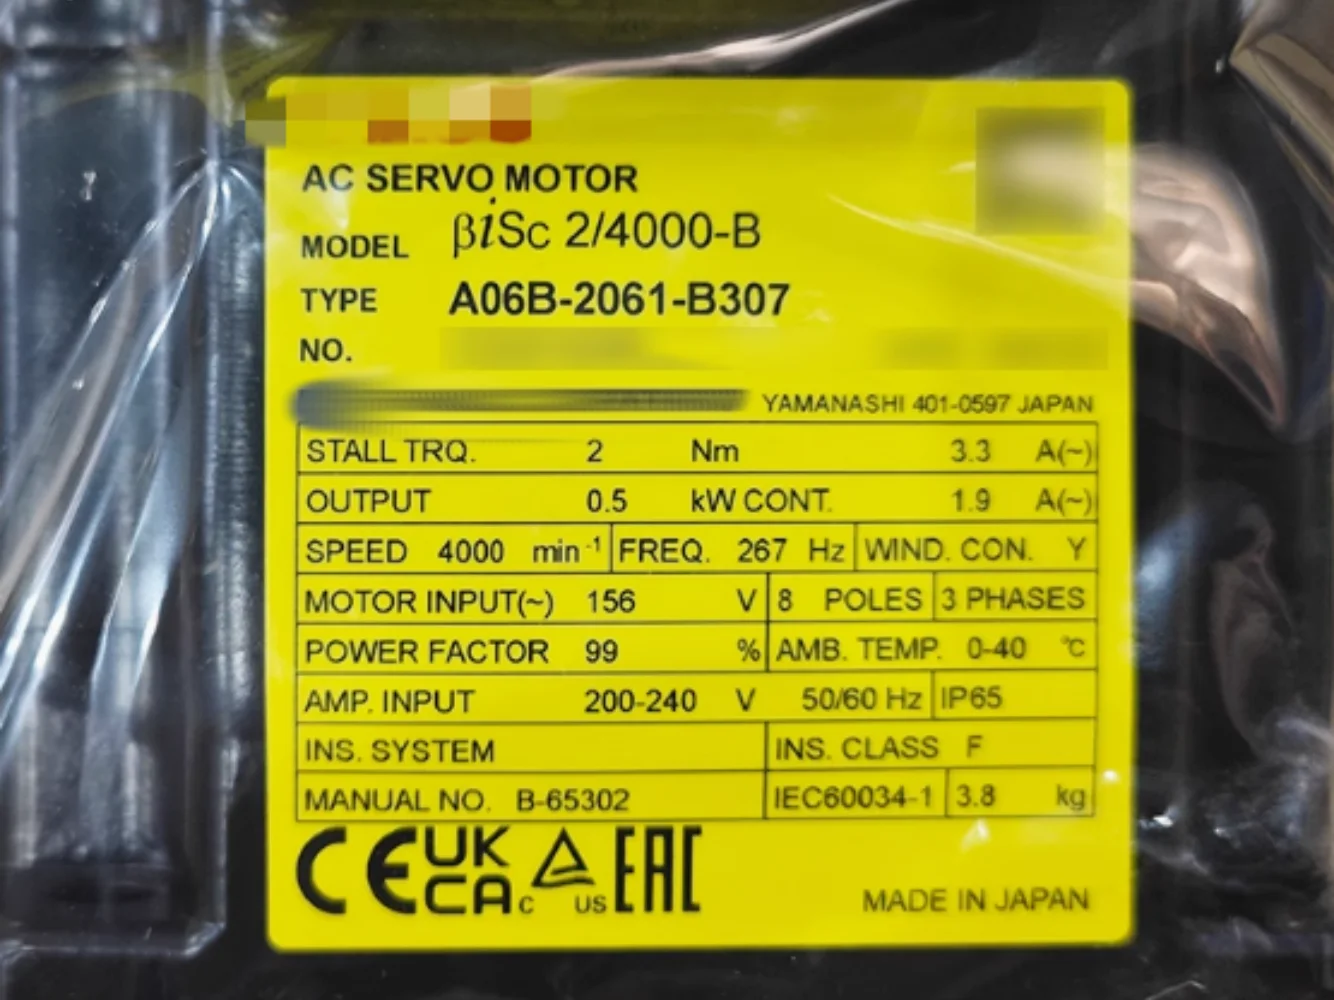 AC SERVO MOTOR
MODEL βiSc 2/4000-B
TYPE A06B-2061-B307
NO.
YAMANASHI 401-0597 JAPAN
STALL TRQ. 2 Nm 3.3 A(~)
OUTPUT 0.5 kW CONT. 1.9 A(~)
SPEED 4000 min⁻¹ FREQ. 267 Hz WIND. CON. Y
MOTOR INPUT(~) 156 V 8 POLES 3 PHASES
POWER FACTOR 99 % AMB. TEMP. 0-40 °C
AMP. INPUT 200-240 V 50/60 Hz IP65
INS. SYSTEM INS. CLASS F
MANUAL NO. B-65302 IEC60034-1 3.8 kg
CE UK CA C US EAC
MADE IN JAPAN